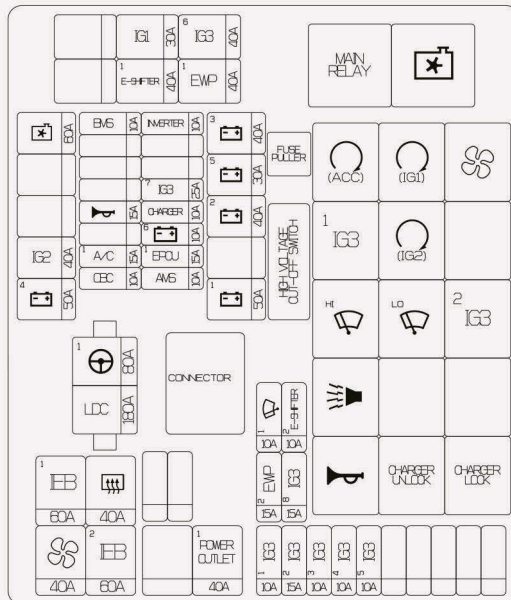 IG1 30A
6 IG3 40A
1 E-SHIFTER 40A
1 EWP 40A
MAIN RELAY
60A
BMS 10A
INVERTER 10A
3 40A
FUSE PULLER
(ACC)
(IG1)
5 30A
7 IG3 25A
15A
CHARGER 10A
2 40A
6 10A
HIGH VOLTAGE CUT-OFF SWITCH
1 IG3
(IG2)
IG2 40A
1 A/C 15A
1 EPCU 15A
4 50A
OBC 10A
AMS 10A
1 50A
HI
LO
2 IG3
1 80A
LDC 180A
CONNECTOR
1 10A
2 E-SHIFTER 10A
2 EWP 15A
8 IG3 15A
CHARGER UNLOCK
CHARGER LOCK
1 IEB 60A
40A
40A
2 IEB 60A
1 POWER OUTLET 40A
1 IG3 10A
2 IG3 15A
3 IG3 10A
4 IG3 10A
5 IG3 10A